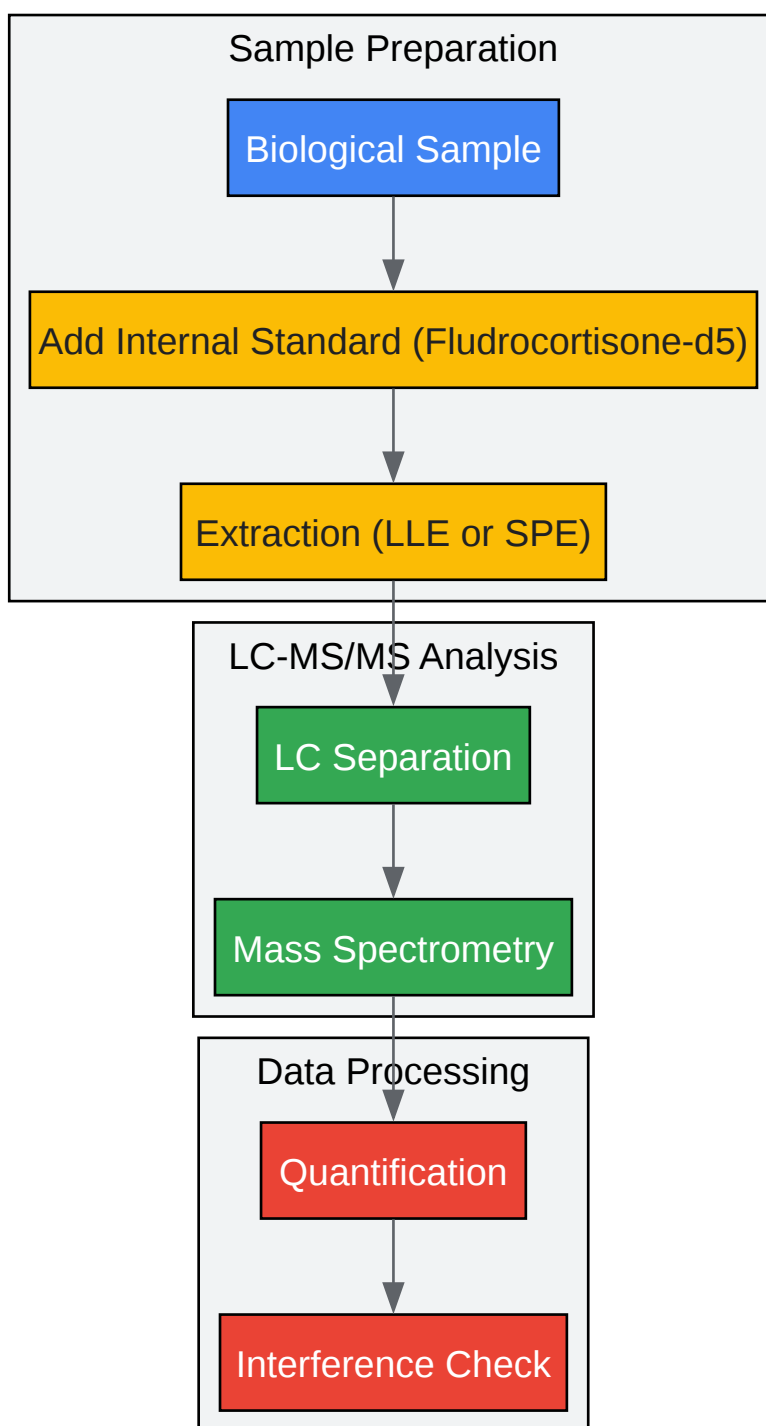 Sample Preparation
Biological Sample
Add Internal Standard (Fludrocortisone-d5)
Extraction (LLE or SPE)
LC-MS/MS Analysis
LC Separation
Mass Spectrometry
Data Processing
Quantification
Interference Check